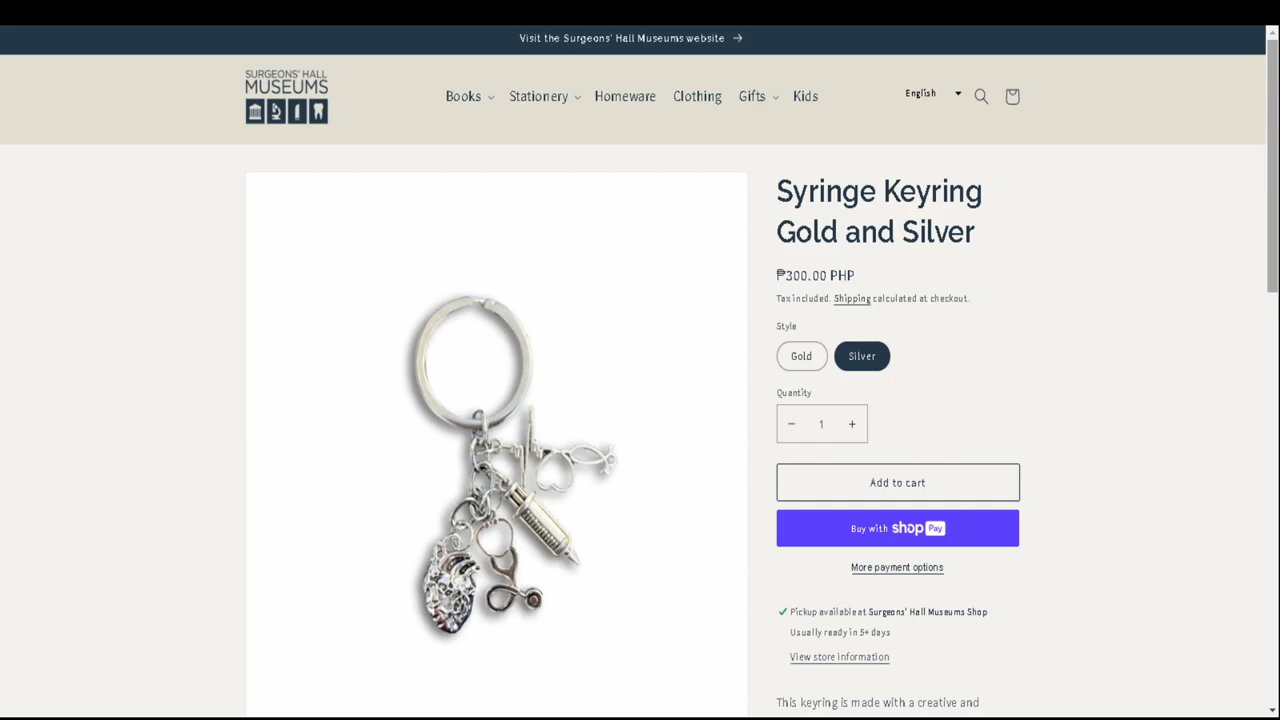 Visit the Surgeons' Hall Museums website →
SURGEONS' HALL
MUSEUMS
Books
Stationery
Homeware
Clothing
Gifts
Kids
English
Syringe Keyring
Gold and Silver
₱300.00 PHP
Tax included. Shipping calculated at checkout.
Style
Gold
Silver
Quantity
− 1 +
Add to cart
Buy with shop Pay
More payment options
Pickup available at Surgeons' Hall Museums Shop
Usually ready in 5+ days
View store information
This keyring is made with a creative and